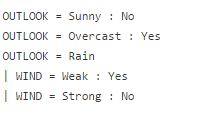 OUTLOOK = Sunny : No
OUTLOOK = Overcast : Yes
OUTLOOK = Rain
| WIND = Weak : Yes
| WIND = Strong : No